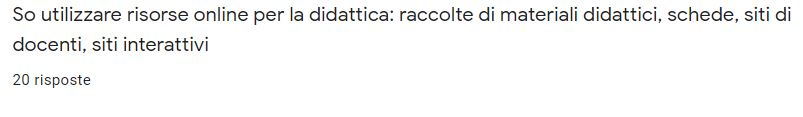 So utilizzare risorse online per la didattica: raccolte di materiali didattici, schede, siti di
docenti, siti interattivi
20 risposte